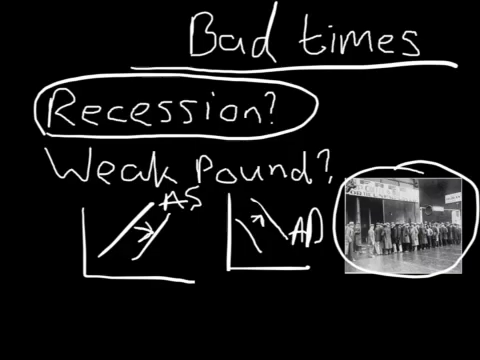 Bad times
Recession?
Weak Pound?
AS
AD